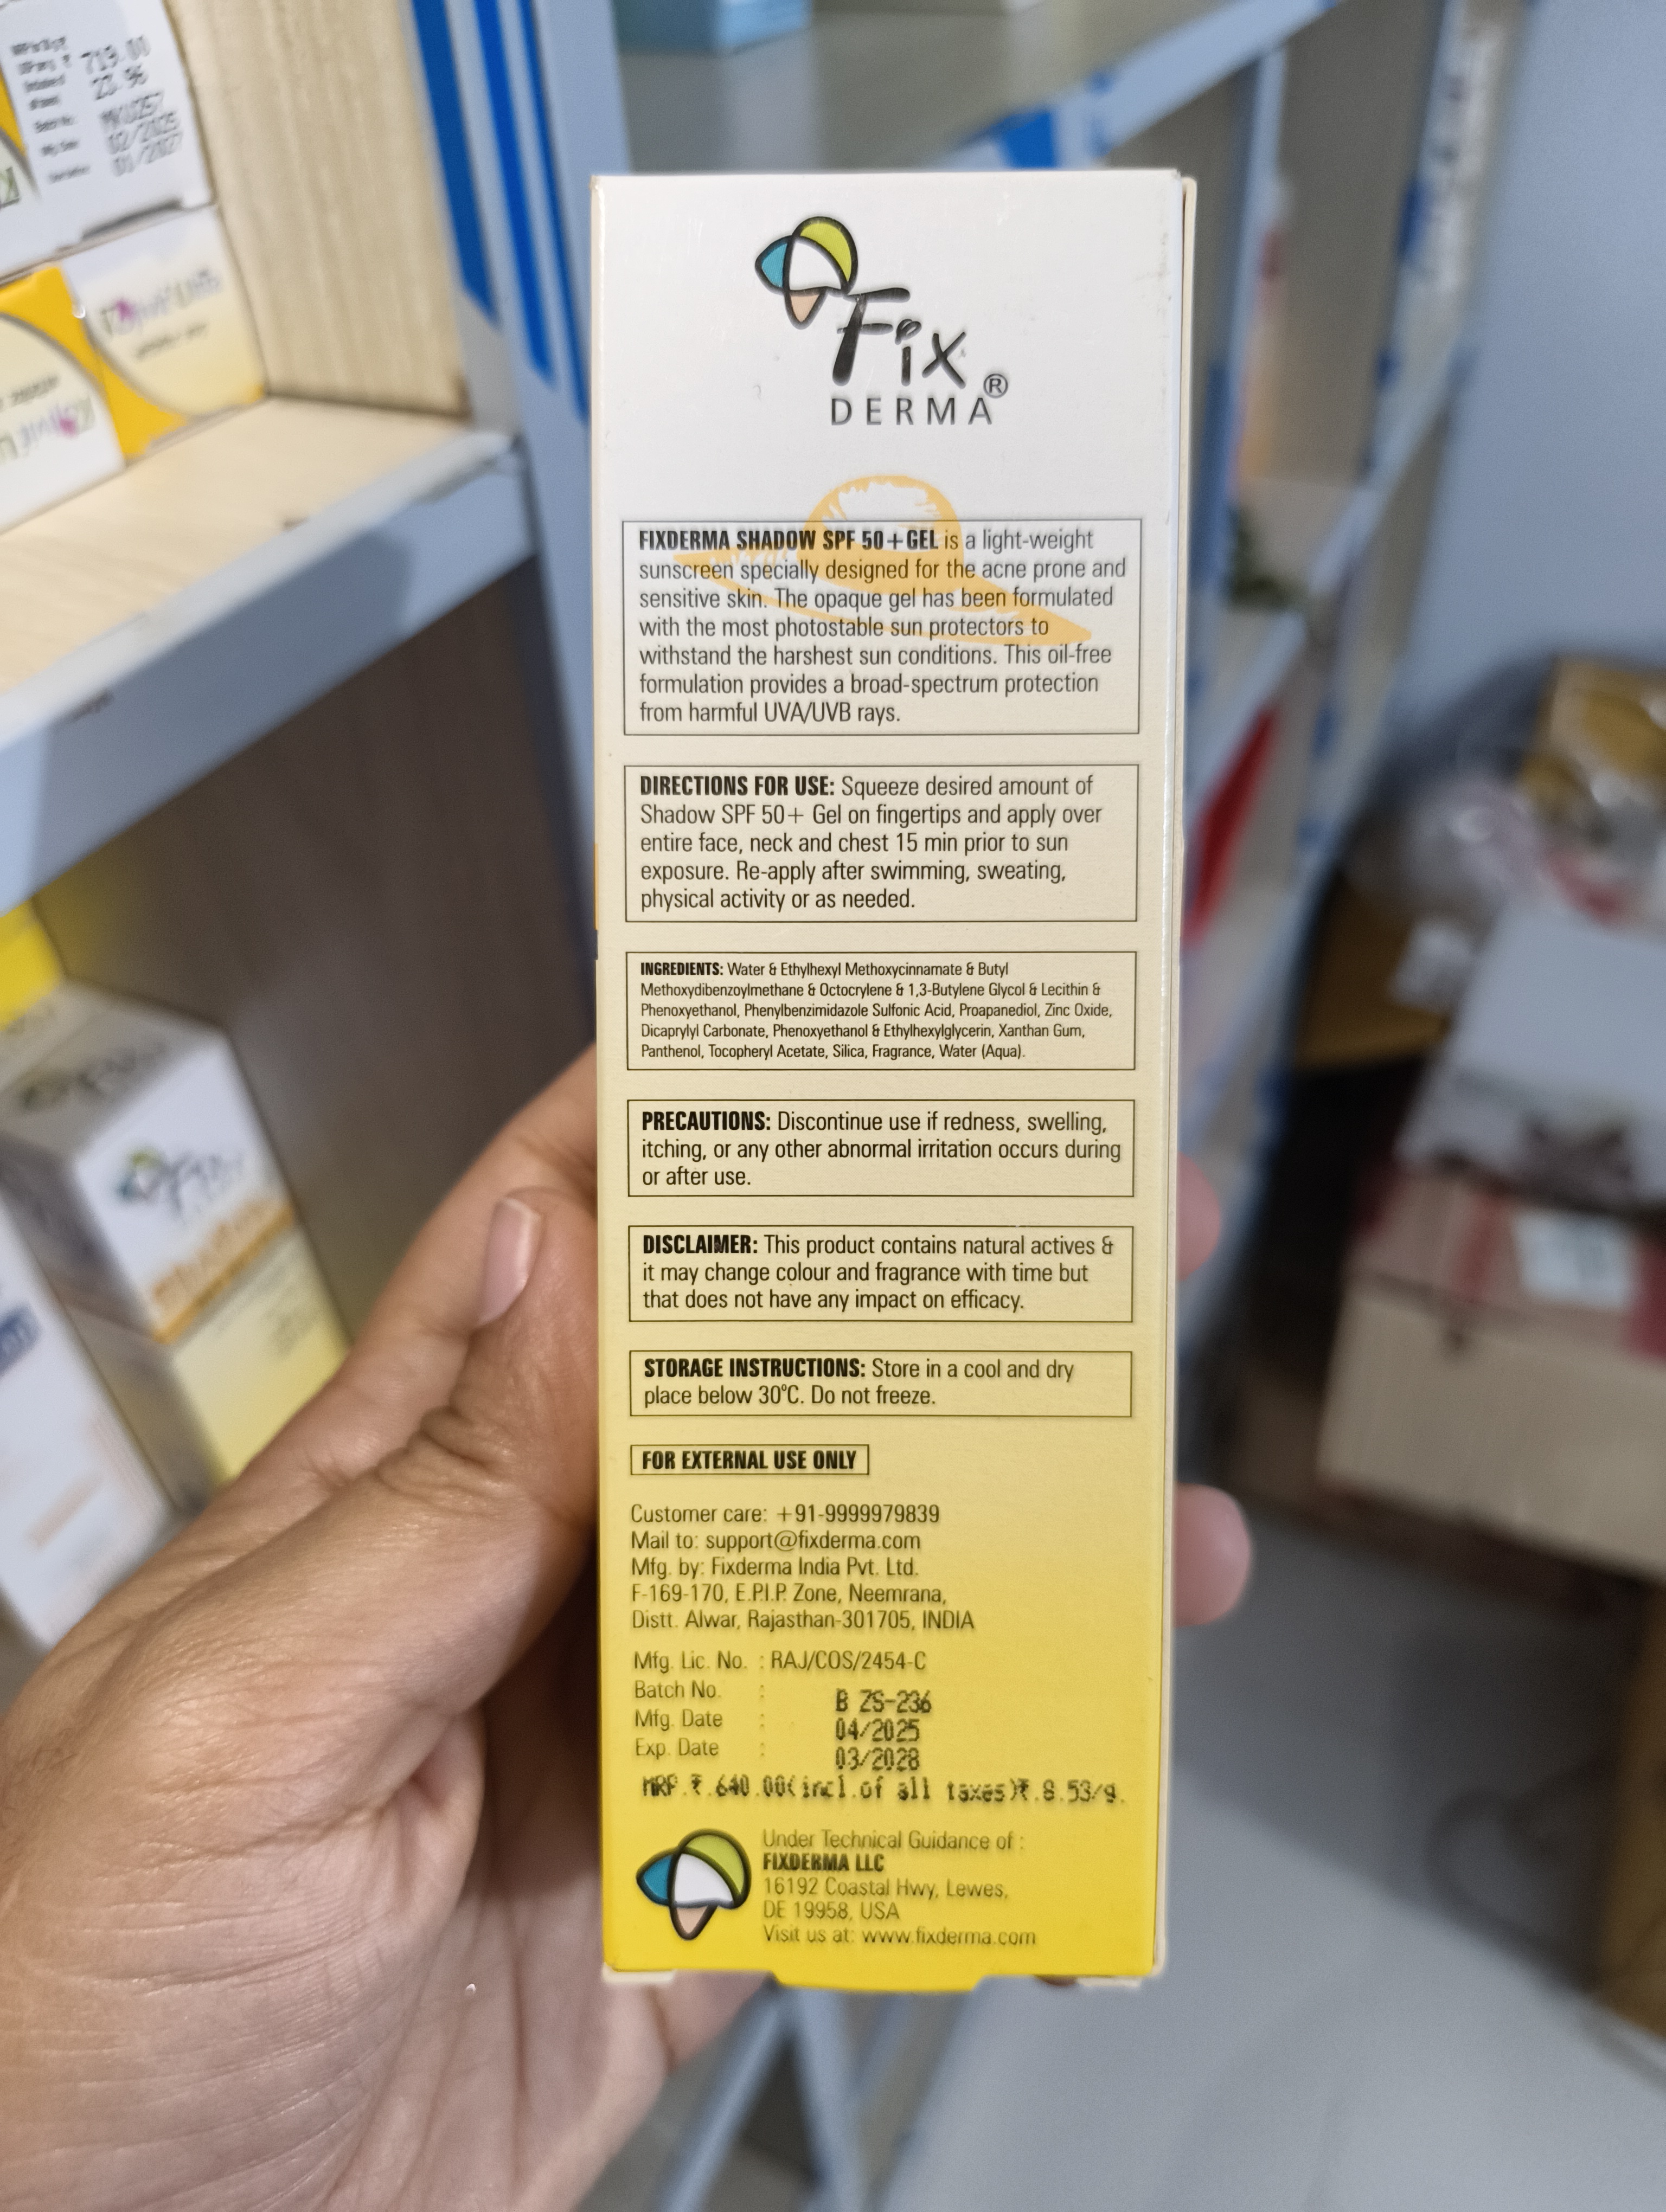 719.00
23.96
MKU257
02/2025
01/2027
Fix
DERMA®
FIXDERMA SHADOW SPF 50+GEL is a light-weight
sunscreen specially designed for the acne prone and
sensitive skin. The opaque gel has been formulated
with the most photostable sun protectors to
withstand the harshest sun conditions. This oil-free
formulation provides a broad-spectrum protection
from harmful UVA/UVB rays.
DIRECTIONS FOR USE: Squeeze desired amount of
Shadow SPF 50+ Gel on fingertips and apply over
entire face, neck and chest 15 min prior to sun
exposure. Re-apply after swimming, sweating,
physical activity or as needed.
INGREDIENTS: Water & Ethylhexyl Methoxycinnamate & Butyl
Methoxydibenzoylmethane & Octocrylene & 1,3-Butylene Glycol & Lecithin &
Phenoxyethanol, Phenylbenzimidazole Sulfonic Acid, Proapanediol, Zinc Oxide,
Dicaprylyl Carbonate, Phenoxyethanol & Ethylhexylglycerin, Xanthan Gum,
Panthenol, Tocopheryl Acetate, Silica, Fragrance, Water (Aqua).
PRECAUTIONS: Discontinue use if redness, swelling,
itching, or any other abnormal irritation occurs during
or after use.
DISCLAIMER: This product contains natural actives &
it may change colour and fragrance with time but
that does not have any impact on efficacy.
STORAGE INSTRUCTIONS: Store in a cool and dry
place below 30°C. Do not freeze.
FOR EXTERNAL USE ONLY
Customer care: +91-9999979839
Mail to: support@fixderma.com
Mfg. by: Fixderma India Pvt. Ltd.
F-169-170, E.P.I.P. Zone, Neemrana,
Distt. Alwar, Rajasthan-301705, INDIA
Mfg. Lic. No. : RAJ/COS/2454-C
Batch No. : B ZS-236
Mfg. Date : 04/2025
Exp. Date : 03/2028
MRP.₹.640.00(incl.of all taxes)₹.8.53/g.
Under Technical Guidance of :
FIXDERMA LLC
16192 Coastal Hwy, Lewes,
DE 19958, USA
Visit us at: www.fixderma.com